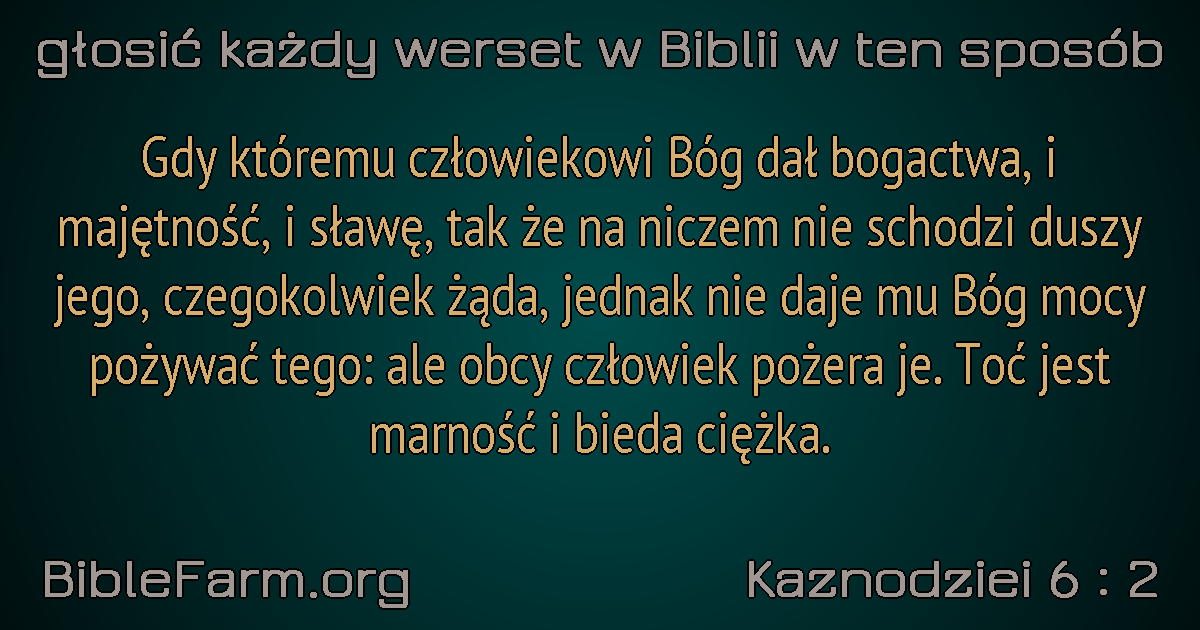 głosić każdy werset w Biblii w ten sposób
Gdy któremu człowiekowi Bóg dał bogactwa, i
majętność, i sławę, tak że na niczem nie schodzi duszy
jego, czegokolwiek żąda, jednak nie daje mu Bóg mocy
pożywać tego: ale obcy człowiek pożera je. Toć jest
marność i bieda ciężka.
BibleFarm.org
Kaznodziei 6 : 2